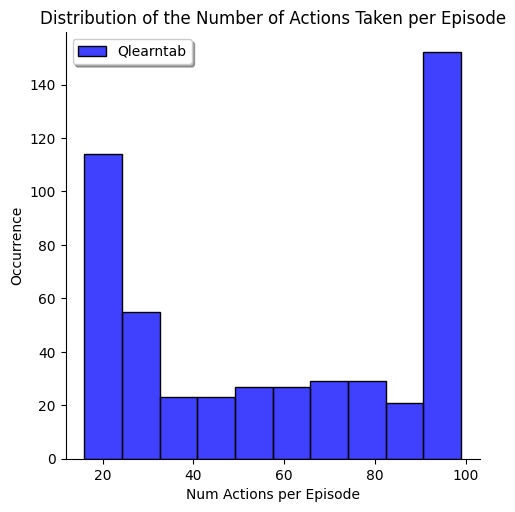 Distribution of the Number of Actions Taken per Episode
Qlearntab
140
120
100
80
60
40
20
0
Occurrence
20 40 60 80 100
Num Actions per Episode